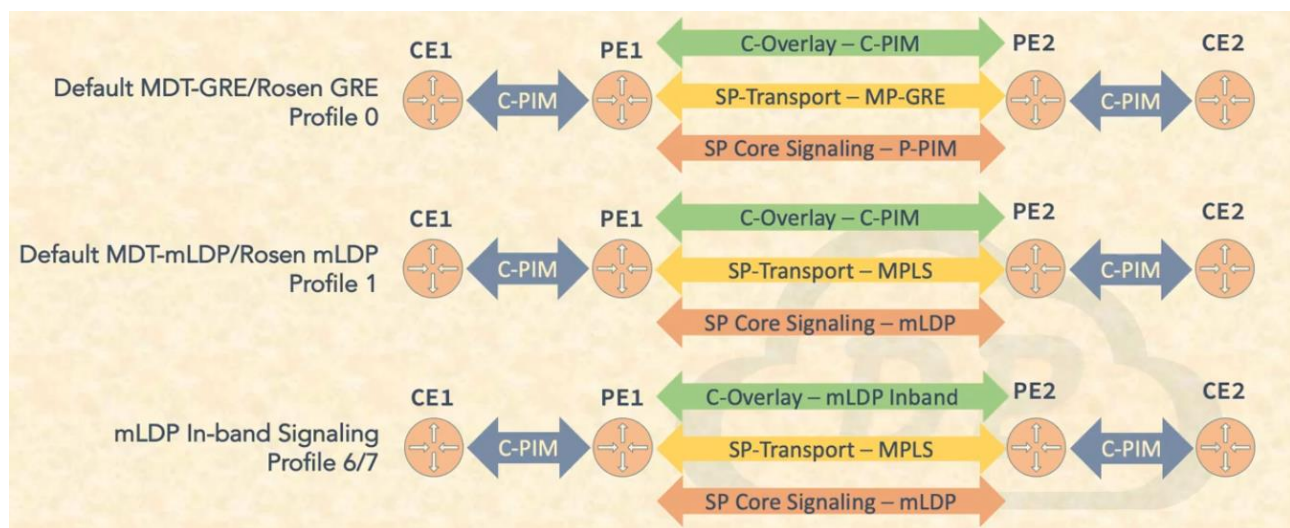 CE1 PE1 C-Overlay – C-PIM PE2 CE2
Default MDT-GRE/Rosen GRE
Profile 0
C-PIM SP-Transport – MP-GRE C-PIM
SP Core Signaling – P-PIM
CE1 PE1 C-Overlay – C-PIM PE2 CE2
Default MDT-mLDP/Rosen mLDP
Profile 1
C-PIM SP-Transport – MPLS C-PIM
SP Core Signaling – mLDP
CE1 PE1 C-Overlay – mLDP Inband PE2 CE2
mLDP In-band Signaling
Profile 6/7
C-PIM SP-Transport – MPLS C-PIM
SP Core Signaling – mLDP